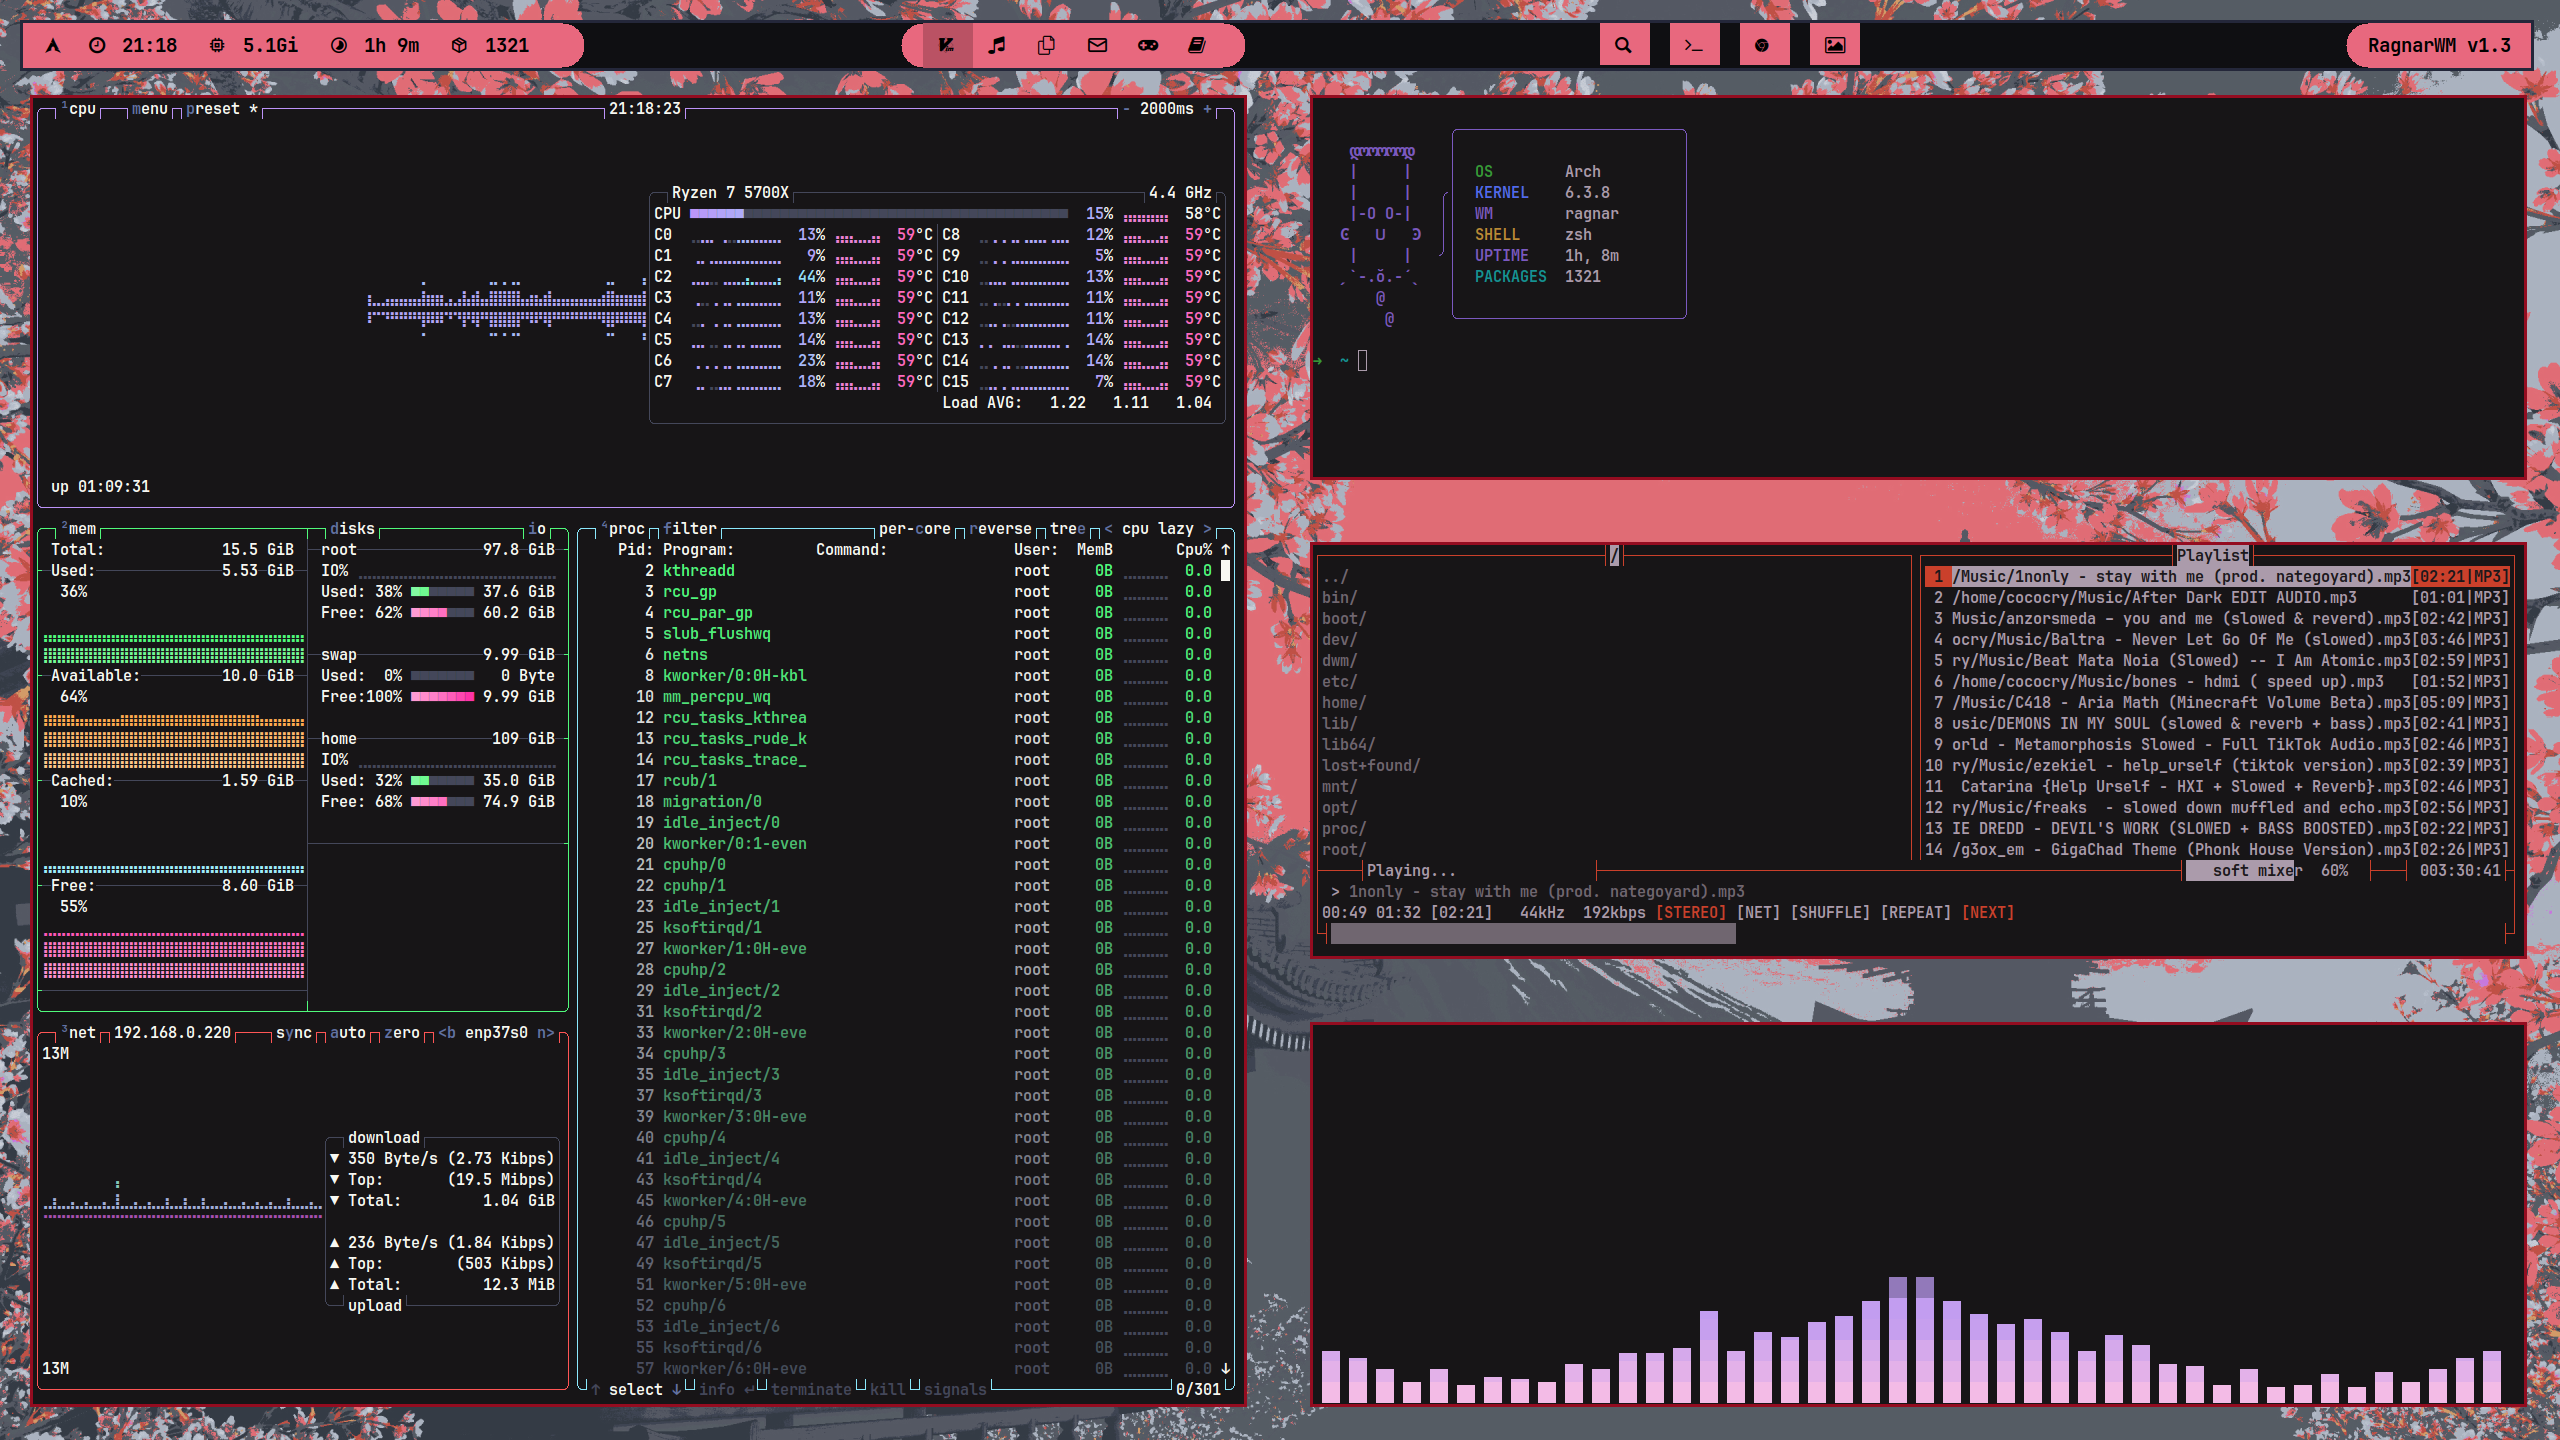 21:18 5.1Gi 1h 9m 1321 RagnarWM v1.3
1cpu menu preset * 21:18:23 - 2000ms +
Ryzen 7 5700X 4.4 GHz
CPU 15% 58°C
C0 13% 59°C C8 12% 59°C
C1 9% 59°C C9 5% 59°C
C2 44% 59°C C10 13% 59°C
C3 11% 59°C C11 11% 59°C
C4 13% 59°C C12 11% 59°C
C5 14% 59°C C13 14% 59°C
C6 23% 59°C C14 14% 59°C
C7 18% 59°C C15 7% 59°C
Load AVG: 1.22 1.11 1.04
up 01:09:31
2mem disks io
Total: 15.5 GiB root 97.8 GiB
Used: 5.53 GiB IO%
36% Used: 38% 37.6 GiB
Free: 62% 60.2 GiB
swap 9.99 GiB
Available: 10.0 GiB Used: 0% 0 Byte
64% Free:100% 9.99 GiB
home 109 GiB
IO%
Cached: 1.59 GiB Used: 32% 35.0 GiB
10% Free: 68% 74.9 GiB
Free: 8.60 GiB
55%
3net 192.168.0.220 sync auto zero <b enp37s0 n>
13M
download
▼ 350 Byte/s (2.73 Kibps)
▼ Top: (19.5 Mibps)
▼ Total: 1.04 GiB
▲ 236 Byte/s (1.84 Kibps)
▲ Top: (503 Kibps)
▲ Total: 12.3 MiB
upload
13M
4proc filter per-core reverse tree < cpu lazy >
Pid: Program: Command: User: MemB Cpu% ↑
2 kthreadd root 0B 0.0
3 rcu_gp root 0B 0.0
4 rcu_par_gp root 0B 0.0
5 slub_flushwq root 0B 0.0
6 netns root 0B 0.0
8 kworker/0:0H-kbl root 0B 0.0
10 mm_percpu_wq root 0B 0.0
12 rcu_tasks_kthrea root 0B 0.0
13 rcu_tasks_rude_k root 0B 0.0
14 rcu_tasks_trace_ root 0B 0.0
17 rcub/1 root 0B 0.0
18 migration/0 root 0B 0.0
19 idle_inject/0 root 0B 0.0
20 kworker/0:1-even root 0B 0.0
21 cpuhp/0 root 0B 0.0
22 cpuhp/1 root 0B 0.0
23 idle_inject/1 root 0B 0.0
25 ksoftirqd/1 root 0B 0.0
27 kworker/1:0H-eve root 0B 0.0
28 cpuhp/2 root 0B 0.0
29 idle_inject/2 root 0B 0.0
31 ksoftirqd/2 root 0B 0.0
33 kworker/2:0H-eve root 0B 0.0
34 cpuhp/3 root 0B 0.0
35 idle_inject/3 root 0B 0.0
37 ksoftirqd/3 root 0B 0.0
39 kworker/3:0H-eve root 0B 0.0
40 cpuhp/4 root 0B 0.0
41 idle_inject/4 root 0B 0.0
43 ksoftirqd/4 root 0B 0.0
45 kworker/4:0H-eve root 0B 0.0
46 cpuhp/5 root 0B 0.0
47 idle_inject/5 root 0B 0.0
49 ksoftirqd/5 root 0B 0.0
51 kworker/5:0H-eve root 0B 0.0
52 cpuhp/6 root 0B 0.0
53 idle_inject/6 root 0B 0.0
55 ksoftirqd/6 root 0B 0.0
57 kworker/6:0H-eve root 0B 0.0 ↓
↑ select ↓ info ↵ terminate kill signals 0/301
OS Arch
KERNEL 6.3.8
WM ragnar
SHELL zsh
UPTIME 1h, 8m
PACKAGES 1321
→ ~
/
../
bin/
boot/
dev/
dwm/
etc/
home/
lib/
lib64/
lost+found/
mnt/
opt/
proc/
root/
Playlist
1 /Music/1nonly - stay with me (prod. nategoyard).mp3[02:21|MP3]
2 /home/cococry/Music/After Dark EDIT AUDIO.mp3 [01:01|MP3]
3 Music/anzorsmeda – you and me (slowed & reverd).mp3[02:42|MP3]
4 ocry/Music/Baltra - Never Let Go Of Me (slowed).mp3[03:46|MP3]
5 ry/Music/Beat Mata Noia (Slowed) -- I Am Atomic.mp3[02:59|MP3]
6 /home/cococry/Music/bones - hdmi ( speed up).mp3 [01:52|MP3]
7 /Music/C418 - Aria Math (Minecraft Volume Beta).mp3[05:09|MP3]
8 usic/DEMONS IN MY SOUL (slowed & reverb + bass).mp3[02:41|MP3]
9 orld - Metamorphosis Slowed - Full TikTok Audio.mp3[02:46|MP3]
10 ry/Music/ezekiel - help_urself (tiktok version).mp3[02:39|MP3]
11 Catarina {Help Urself - HXI + Slowed + Reverb}.mp3[02:46|MP3]
12 ry/Music/freaks - slowed down muffled and echo.mp3[02:56|MP3]
13 IE DREDD - DEVIL'S WORK (SLOWED + BASS BOOSTED).mp3[02:22|MP3]
14 /g3ox_em - GigaChad Theme (Phonk House Version).mp3[02:26|MP3]
Playing... soft mixer 60% 003:30:41
> 1nonly - stay with me (prod. nategoyard).mp3
00:49 01:32 [02:21] 44kHz 192kbps [STEREO] [NET] [SHUFFLE] [REPEAT] [NEXT]